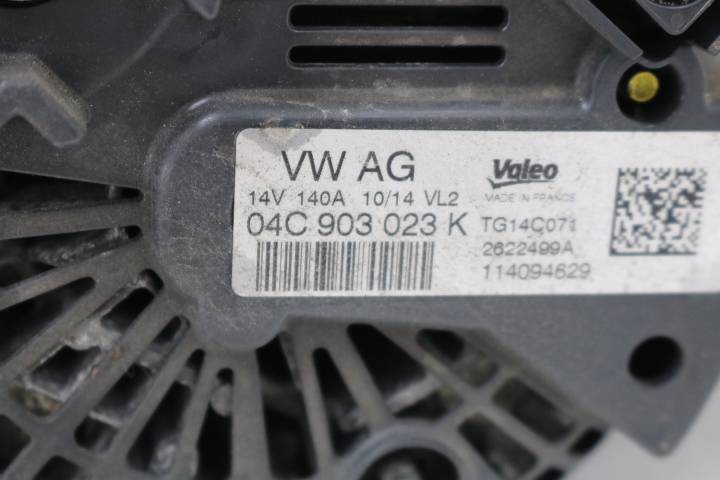 VW AG
Valeo
14V 140A 10/14 VL2
MADE IN FRANCE
04C 903 023 K
TG14C071
2622499A
114094629